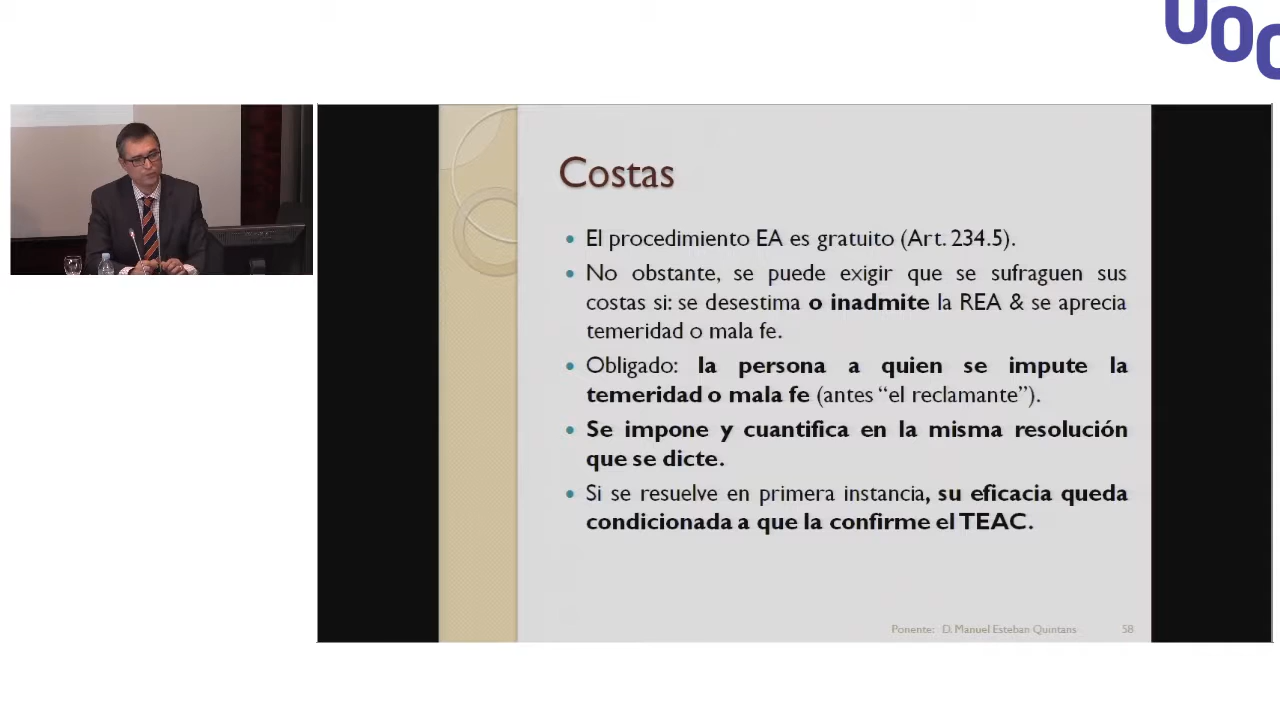 UOC
Costas
El procedimiento EA es gratuito (Art. 234.5).
No obstante, se puede exigir que se sufraguen sus
costas si: se desestima o inadmite la REA & se aprecia
temeridad o mala fe.
Obligado: la persona a quien se impute la
temeridad o mala fe (antes “el reclamante”).
Se impone y cuantifica en la misma resolución
que se dicte.
Si se resuelve en primera instancia, su eficacia queda
condicionada a que la confirme el TEAC.
Ponente: D. Manuel Esteban Quintans 58